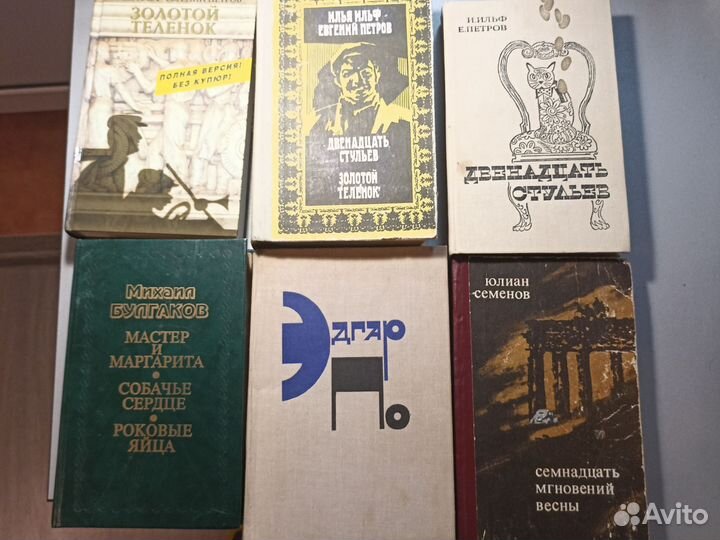 ЗОЛОТОЙ
ТЕЛЕНОК
ПОЛНАЯ ВЕРСИЯ!
БЕЗ КУПЮР!
ИЛЬЯ ИЛЬФ
ЕВГЕНИЙ ПЕТРОВ
ДВЕНАДЦАТЬ
СТУЛЬЕВ
ЗОЛОТОЙ
ТЕЛЕНОК
И. ИЛЬФ
Е. ПЕТРОВ
ДВЕНАДЦАТЬ
СТУЛЬЕВ
Михаил
БУЛГАКОВ
МАСТЕР
И
МАРГАРИТА
СОБАЧЬЕ
СЕРДЦЕ
РОКОВЫЕ
ЯЙЦА
Эдгар
По
ЮЛИАН
СЕМЕНОВ
СЕМНАДЦАТЬ
МГНОВЕНИЙ
ВЕСНЫ
Avito